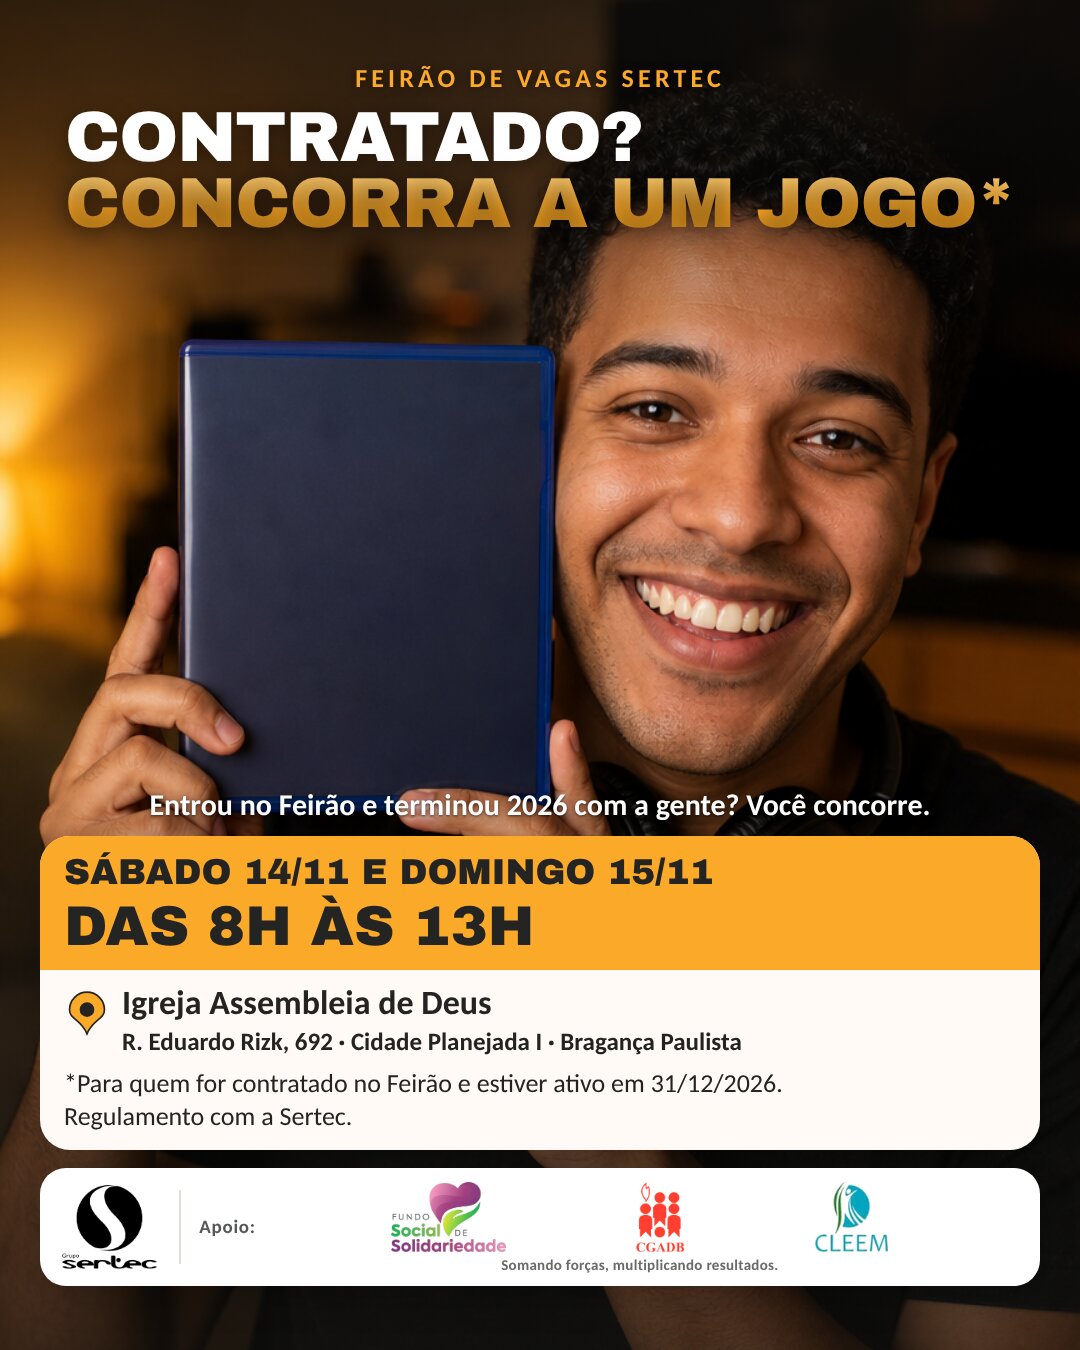 FEIRÃO DE VAGAS SERTEC
CONTRATADO?
CONCORRA A UM JOGO*
Entrou no Feirão e terminou 2026 com a gente? Você concorre.
SÁBADO 14/11 E DOMINGO 15/11
DAS 8H ÀS 13H
Igreja Assembleia de Deus
R. Eduardo Rizk, 692 · Cidade Planejada I · Bragança Paulista
*Para quem for contratado no Feirão e estiver ativo em 31/12/2026.
Regulamento com a Sertec.
Grupo
sertec
Apoio:
FUNDO
Social DE
Solidariedade
CGADB
CLEEM
Somando forças, multiplicando resultados.